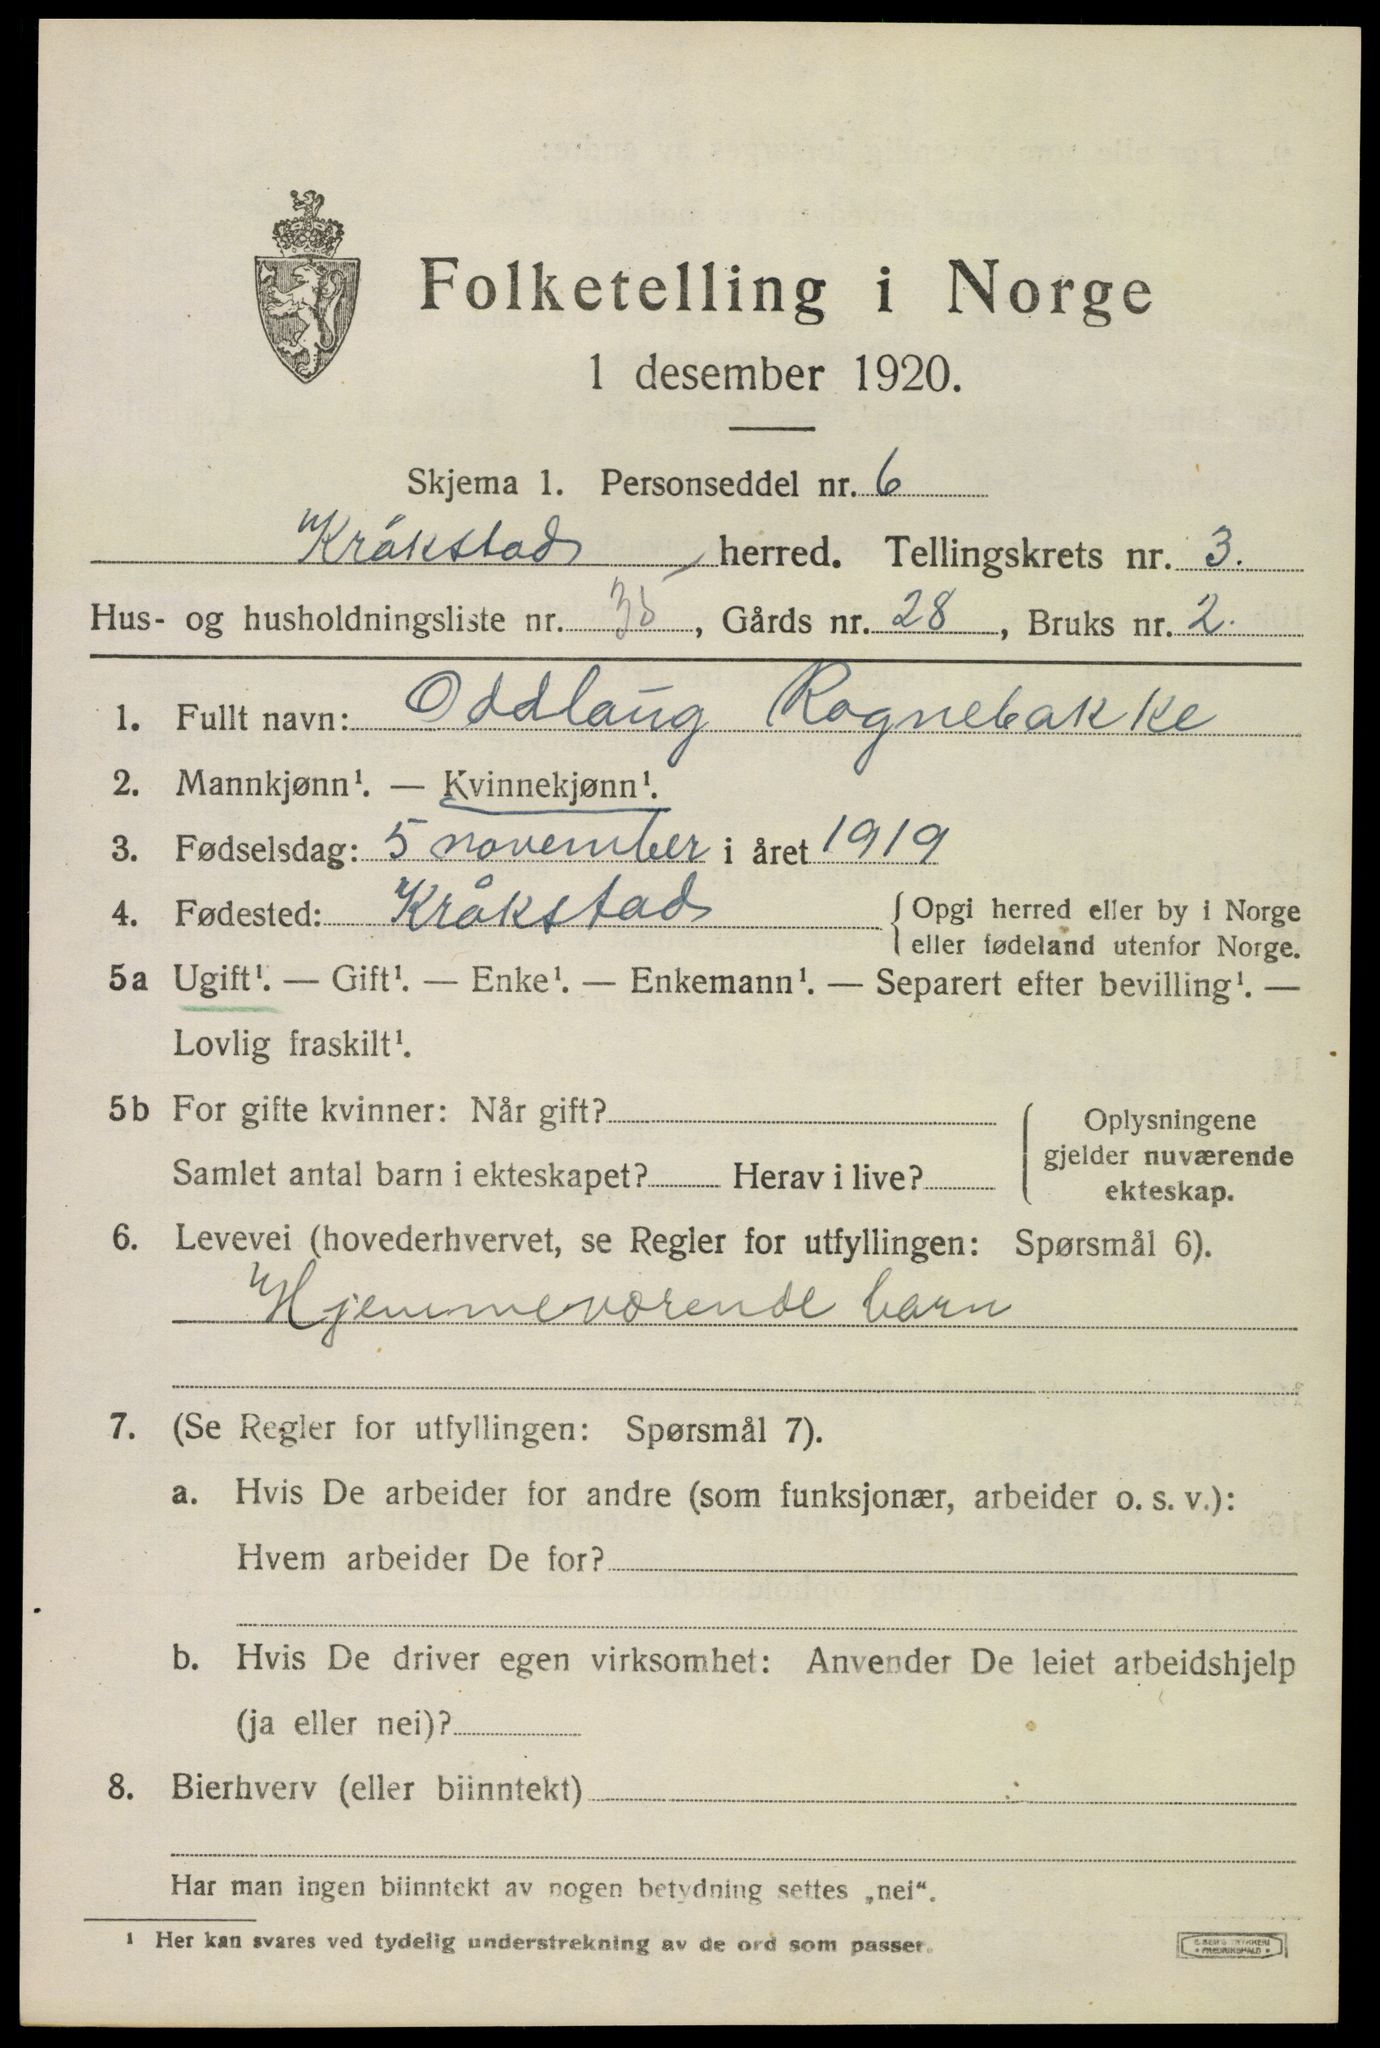 Folketelling i Norge
1 desember 1920.
Skjema 1. Personseddel nr. 6
Kråkstad herred. Tellingskrets nr. 3.
Hus- og husholdningsliste nr. 35, Gårds nr. 28, Bruks nr. 2.
1. Fullt navn: Oddlaug Rognebakke
2. Mannkjønn¹. — Kvinnekjønn¹.
3. Fødselsdag: 5 november i året 1919
4. Fødested: Kråkstad { Opgi herred eller by i Norge
eller fødeland utenfor Norge.
5a Ugift¹. — Gift¹. — Enke¹. — Enkemann¹. — Separert efter bevilling¹. —
Lovlig fraskilt¹.
5b For gifte kvinner: Når gift?
Samlet antal barn i ekteskapet? Herav i live?
Oplysningene
gjelder nuværende
ekteskap.
6. Levevei (hovederhvervet, se Regler for utfyllingen: Spørsmål 6).
Hjemmeværende barn
7. (Se Regler for utfyllingen: Spørsmål 7).
a. Hvis De arbeider for andre (som funksjonær, arbeider o. s. v.):
Hvem arbeider De for?
b. Hvis De driver egen virksomhet: Anvender De leiet arbeidshjelp
(ja eller nei)?
8. Bierhverv (eller biinntekt)
Har man ingen biinntekt av nogen betydning settes „nei“.
¹ Her kan svares ved tydelig understrekning av de ord som passer.
FREDRIKSHALD